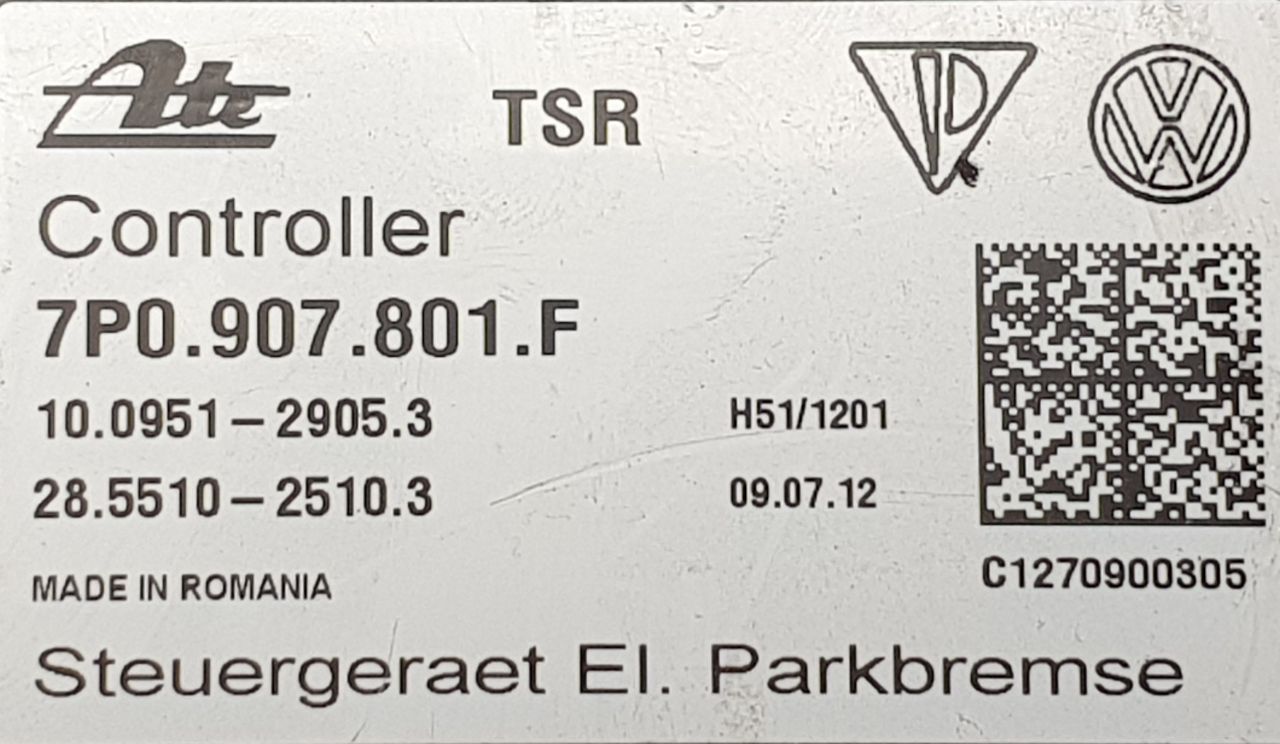 Ate
TSR
Controller
7P0.907.801.F
10.0951-2905.3
H51/1201
28.5510-2510.3
09.07.12
C1270900305
MADE IN ROMANIA
Steuergeraet El. Parkbremse